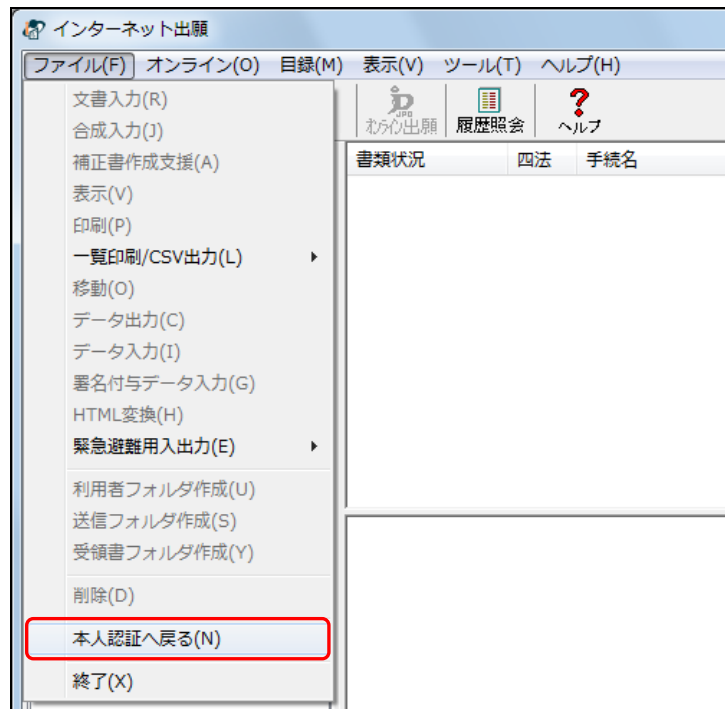 インターネット出願
ファイル(F) オンライン(O) 目録(M) 表示(V) ツール(T) ヘルプ(H)
文書入力(R)
合成入力(J)
補正書作成支援(A)
表示(V)
印刷(P)
一覧印刷/CSV出力(L)
移動(O)
データ出力(C)
データ入力(I)
署名付与データ入力(G)
HTML変換(H)
緊急避難用入出力(E)
利用者フォルダ作成(U)
送信フォルダ作成(S)
受領書フォルダ作成(Y)
削除(D)
本人認証へ戻る(N)
終了(X)
JPO
オンライン出願 履歴照会 ヘルプ
書類状況 四法 手続名